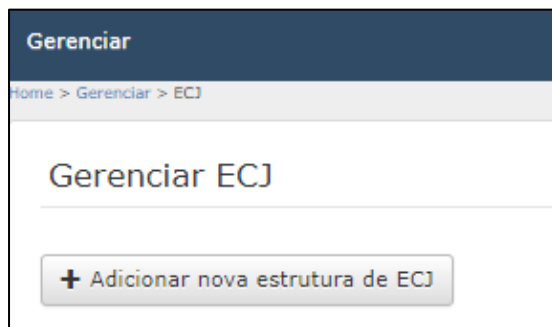 Gerenciar
Home > Gerenciar > ECJ
Gerenciar ECJ
+ Adicionar nova estrutura de ECJ